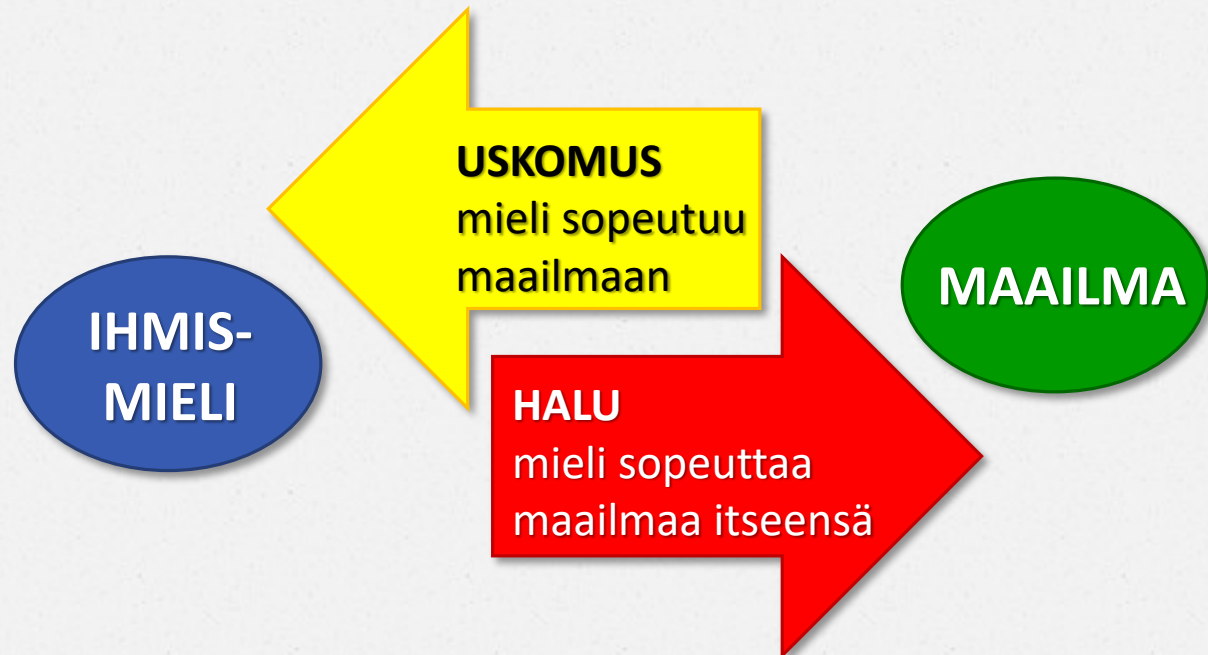 USKOMUS
mieli sopeutuu
maailmaan
MAAILMA
IHMIS-
MIELI
HALU
mieli sopeuttaa
maailmaa itseensä